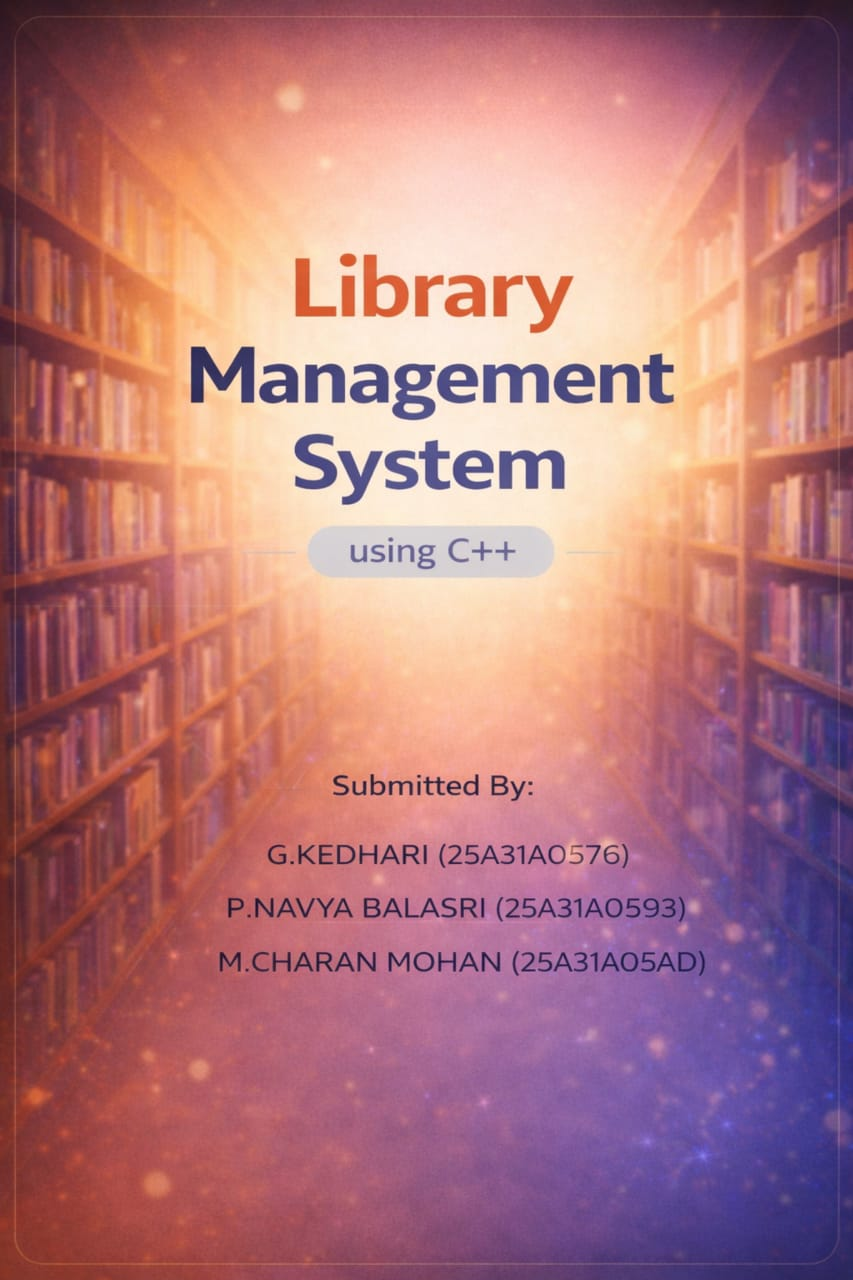 Library
Management
System
using C++
Submitted By:
G.KEDHARI (25A31A0576)
P.NAVYA BALASRI (25A31A0593)
M.CHARAN MOHAN (25A31A05AD)